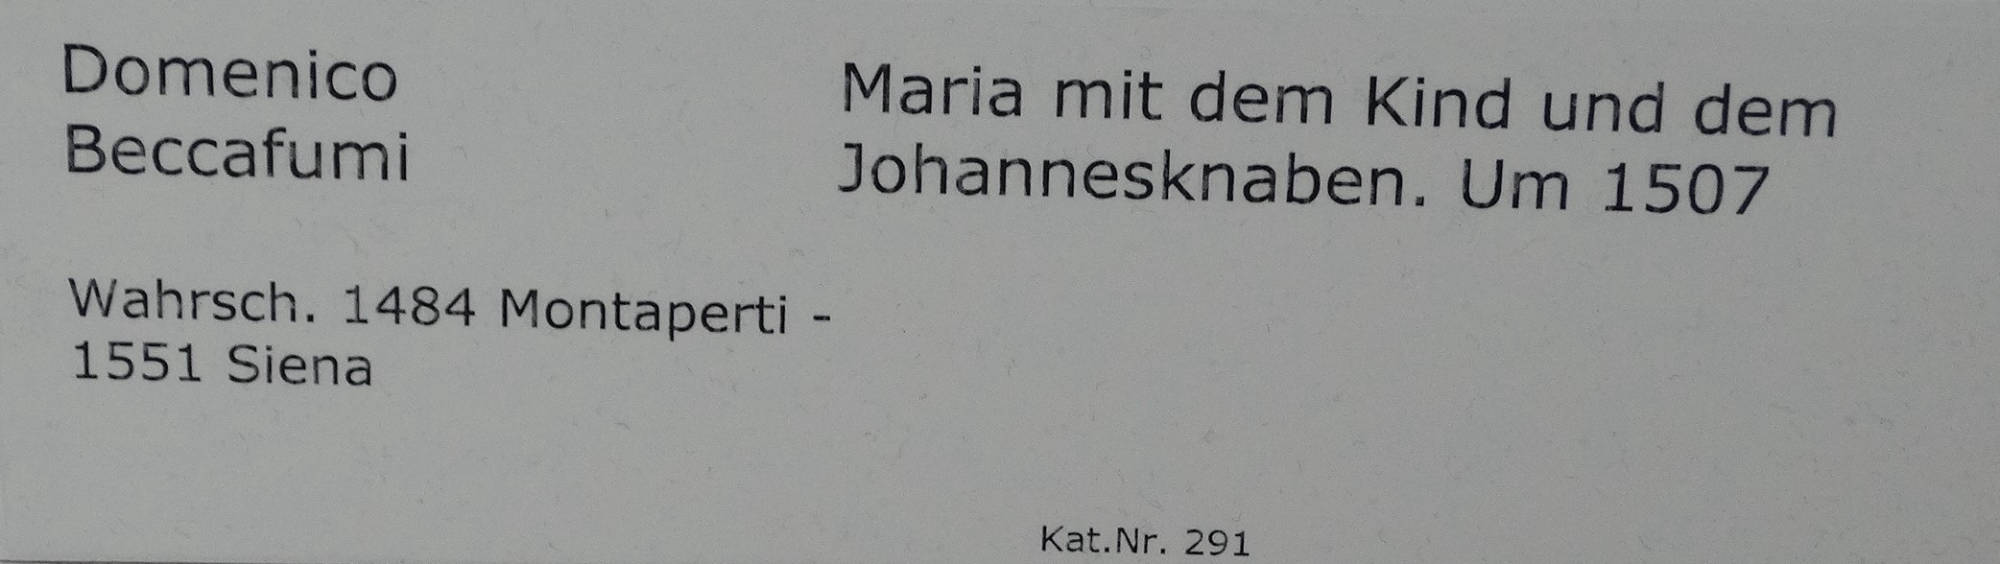 Domenico
Beccafumi
Wahrsch. 1484 Montaperti -
1551 Siena
Maria mit dem Kind und dem
Johannesknaben. Um 1507
Kat.Nr. 291